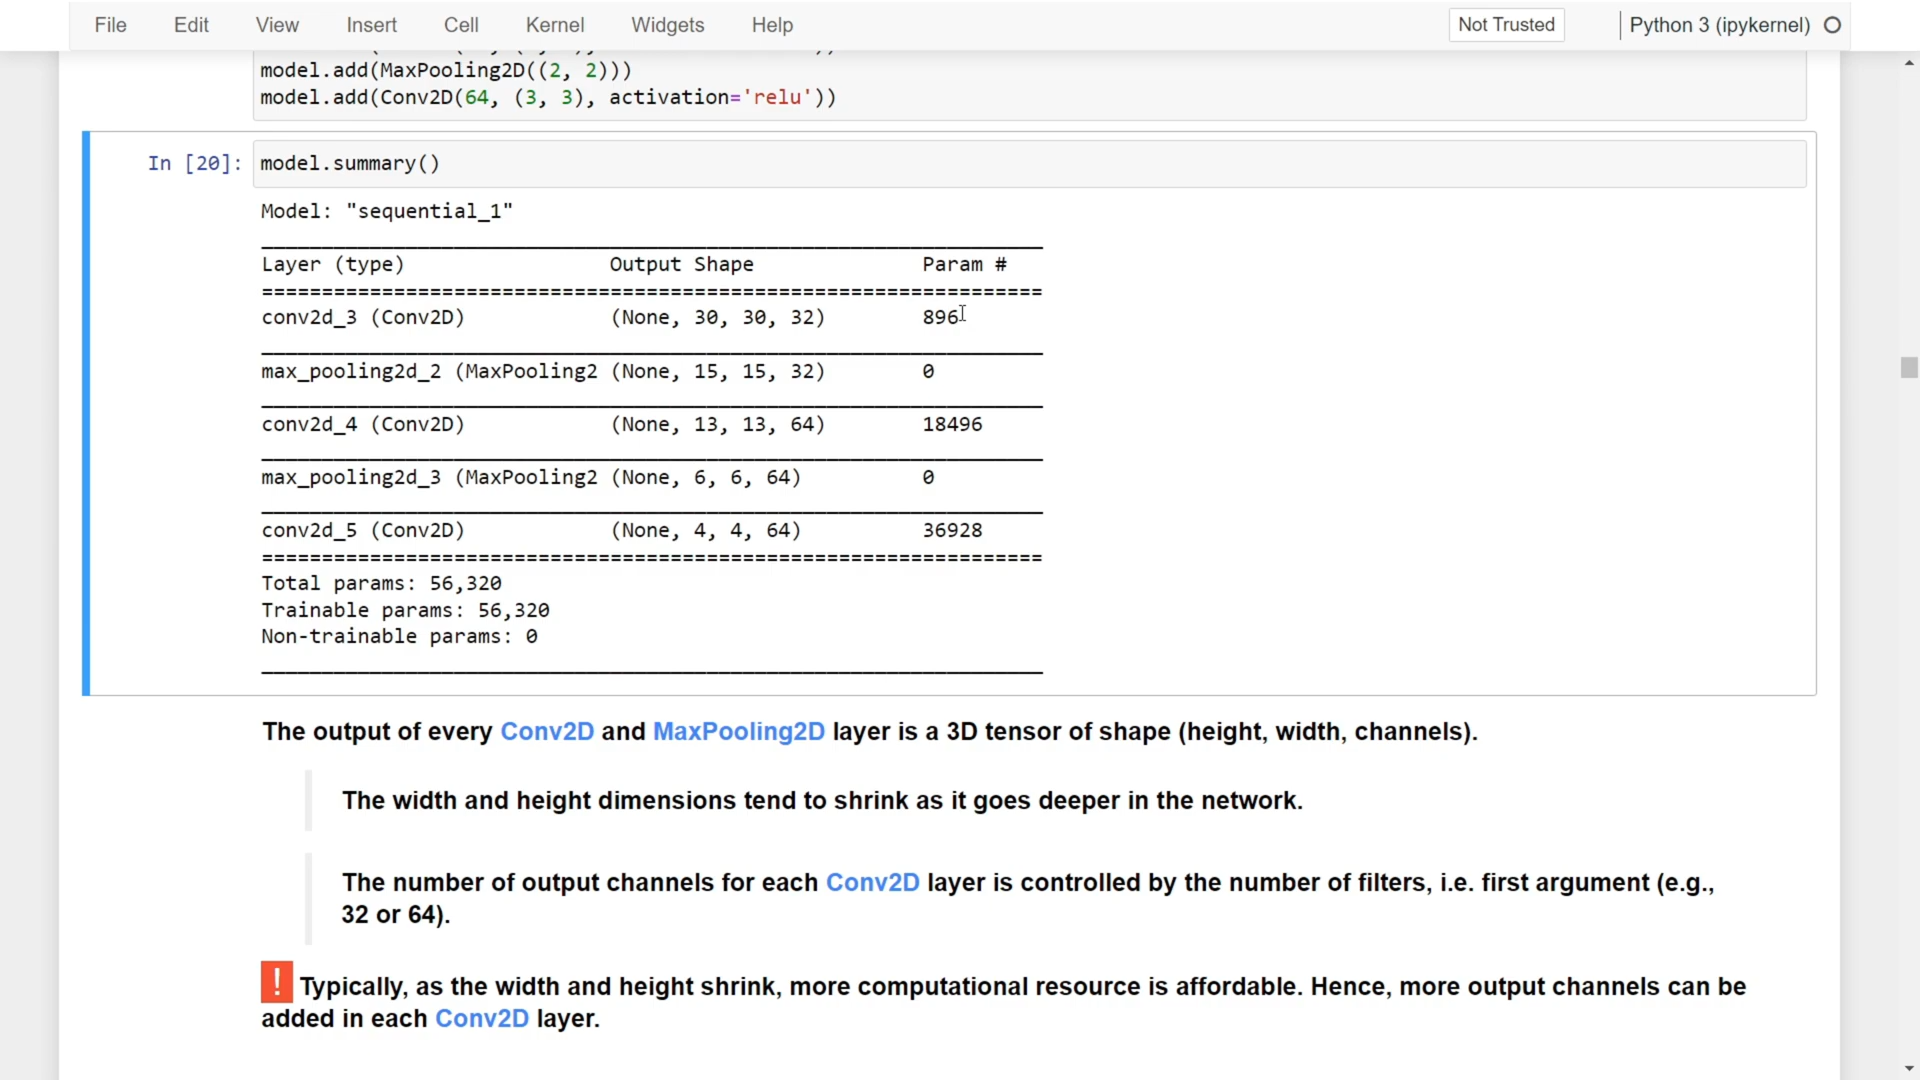 File Edit View Insert Cell Kernel Widgets Help Not Trusted Python 3 (ipykernel)
model.add(MaxPooling2D((2, 2)))
model.add(Conv2D(64, (3, 3), activation='relu'))
In [20]: model.summary()
Model: "sequential_1"
Layer (type) Output Shape Param #
=================================================================
conv2d_3 (Conv2D) (None, 30, 30, 32) 896
max_pooling2d_2 (MaxPooling2 (None, 15, 15, 32) 0
conv2d_4 (Conv2D) (None, 13, 13, 64) 18496
max_pooling2d_3 (MaxPooling2 (None, 6, 6, 64) 0
conv2d_5 (Conv2D) (None, 4, 4, 64) 36928
=================================================================
Total params: 56,320
Trainable params: 56,320
Non-trainable params: 0
The output of every Conv2D and MaxPooling2D layer is a 3D tensor of shape (height, width, channels).
The width and height dimensions tend to shrink as it goes deeper in the network.
The number of output channels for each Conv2D layer is controlled by the number of filters, i.e. first argument (e.g.,
32 or 64).
! Typically, as the width and height shrink, more computational resource is affordable. Hence, more output channels can be
added in each Conv2D layer.